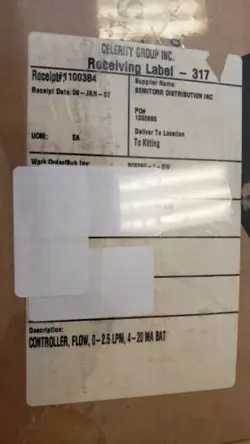 CELERITY GROUP INC.
Receiving Label - 317
Receipt#:1100384
Supplier Name:
SEMITORR DISTRIBUTION INC
Receipt Date: 08-JAN-07
PO#
Deliver To Location
To Kitting
UOM: EA
Work Order/Sub Inv:
Description:
CONTROLLER, FLOW, 0-2.5 LPM, 4-20 MA BAT